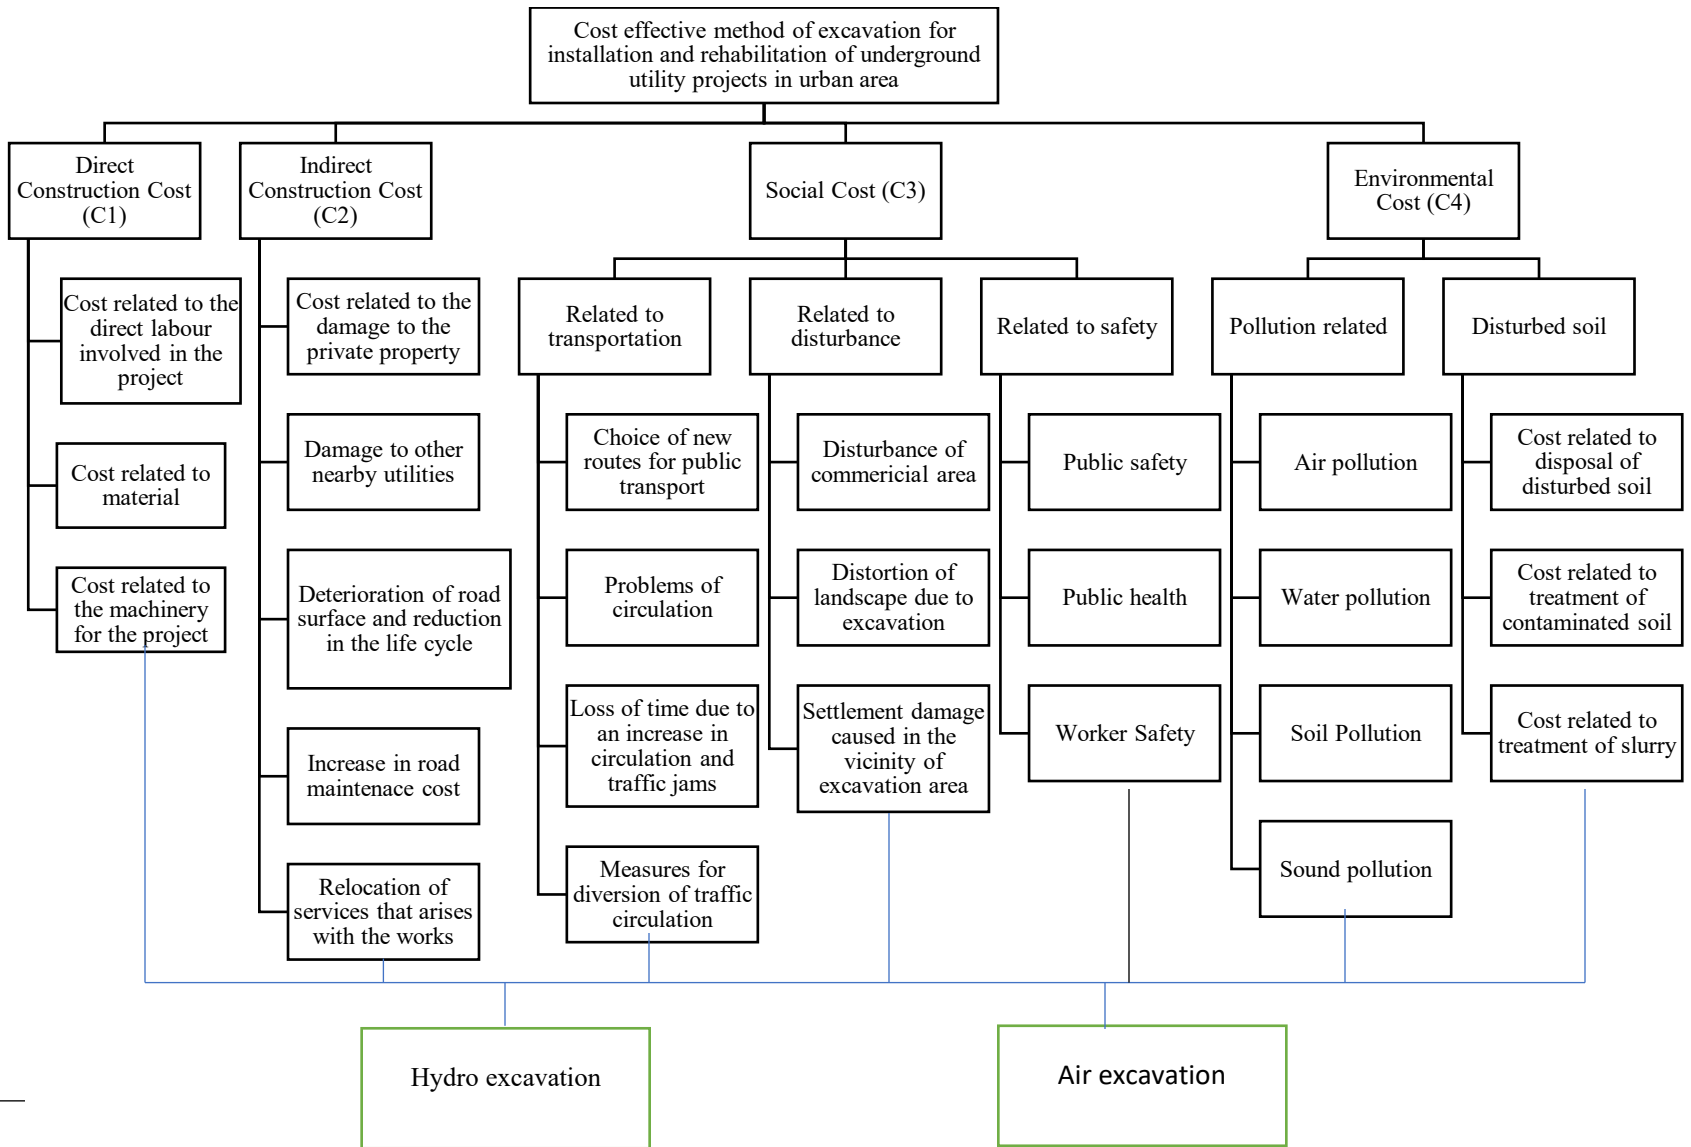 Cost effective method of excavation for
installation and rehabilitation of underground
utility projects in urban area
Direct
Construction Cost
(C1)
Indirect
Construction Cost
(C2)
Social Cost (C3)
Environmental
Cost (C4)
Cost related to the
direct labour
involved in the
project
Cost related to
material
Cost related to
the machinery
for the project
Cost related to the
damage to the
private property
Damage to other
nearby utilities
Deterioration of road
surface and reduction
in the life cycle
Increase in road
maintenace cost
Relocation of
services that arises
with the works
Related to
transportation
Choice of new
routes for public
transport
Problems of
circulation
Loss of time due to
an increase in
circulation and
traffic jams
Measures for
diversion of traffic
circulation
Related to
disturbance
Disturbance of
commericial area
Distortion of
landscape due to
excavation
Settlement damage
caused in the
vicinity of
excavation area
Related to safety
Public safety
Public health
Worker Safety
Pollution related
Air pollution
Water pollution
Soil Pollution
Sound pollution
Disturbed soil
Cost related to
disposal of
disturbed soil
Cost related to
treatment of
contaminated soil
Cost related to
treatment of slurry
Hydro excavation
Air excavation